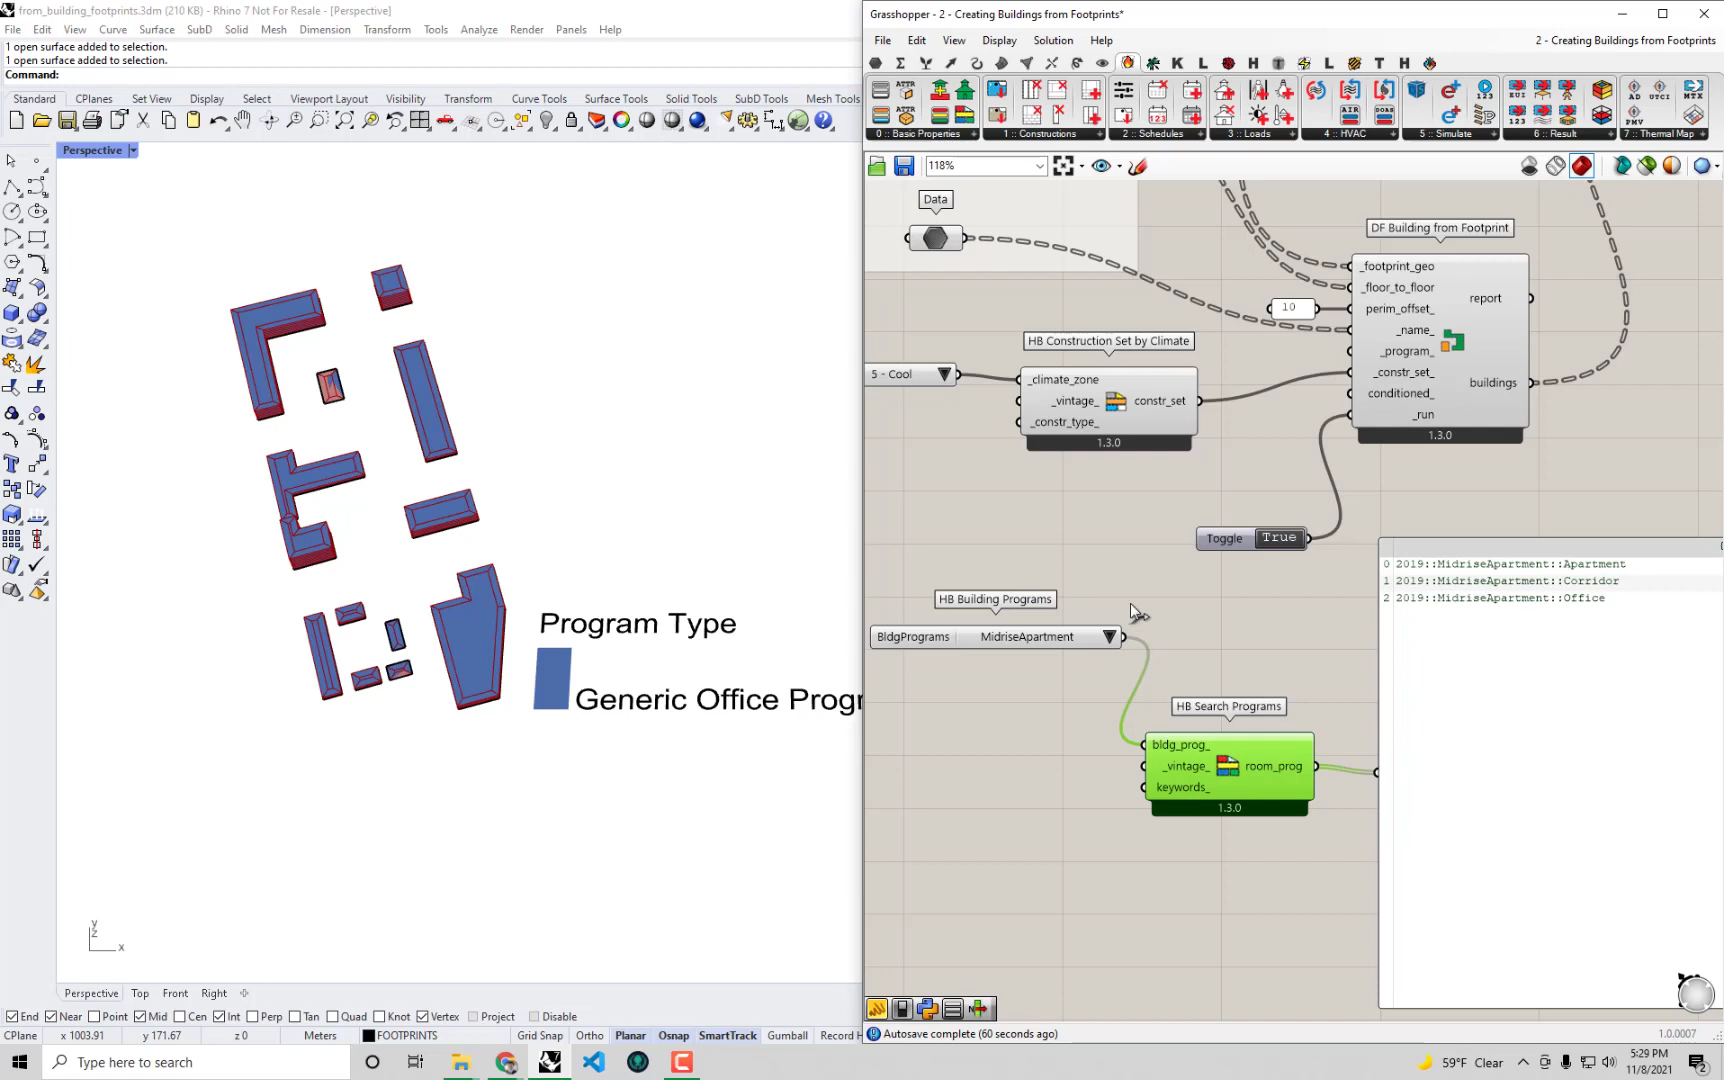 from_building_footprints.3dm (210 KB) - Rhino 7 Not For Resale - [Perspective]
File Edit View Curve Surface SubD Solid Mesh Dimension Transform Tools Analyze Render Panels Help
1 open surface added to selection.
1 open surface added to selection.
Command:
Standard CPlanes Set View Display Select Viewport Layout Visibility Transform Curve Tools Surface Tools Solid Tools SubD Tools Mesh Tools
Perspective
Program Type
Generic Office Progr
y
z
x
Perspective Top Front Right
End Near Point Mid Cen Int Perp Tan Quad Knot Vertex Project Disable
CPlane x 1003.91 y 171.67 z 0 Meters FOOTPRINTS Grid Snap Ortho Planar Osnap SmartTrack Gumball Record H
Grasshopper - 2 - Creating Buildings from Footprints*
File Edit View Display Solution Help
2 - Creating Buildings from Footprints
0 :: Basic Properties 1 :: Constructions 2 :: Schedules 3 :: Loads 4 :: HVAC 5 :: Simulate 6 :: Result 7 :: Thermal Map
118%
Data
DF Building from Footprint
_footprint_geo
_floor_to_floor
perim_offset_
_name_
_program_
_constr_set_
conditioned_
_run
report
buildings
1.3.0
10
HB Construction Set by Climate
5 - Cool
_climate_zone
_vintage_
_constr_type_
constr_set
1.3.0
Toggle True
HB Building Programs
BldgPrograms MidriseApartment
HB Search Programs
bldg_prog_
_vintage_
keywords_
room_prog
1.3.0
0 2019::MidriseApartment::Apartment
1 2019::MidriseApartment::Corridor
2 2019::MidriseApartment::Office
Autosave complete (60 seconds ago)
1.0.0007
Type here to search
59°F Clear
5:29 PM
11/8/2021
2